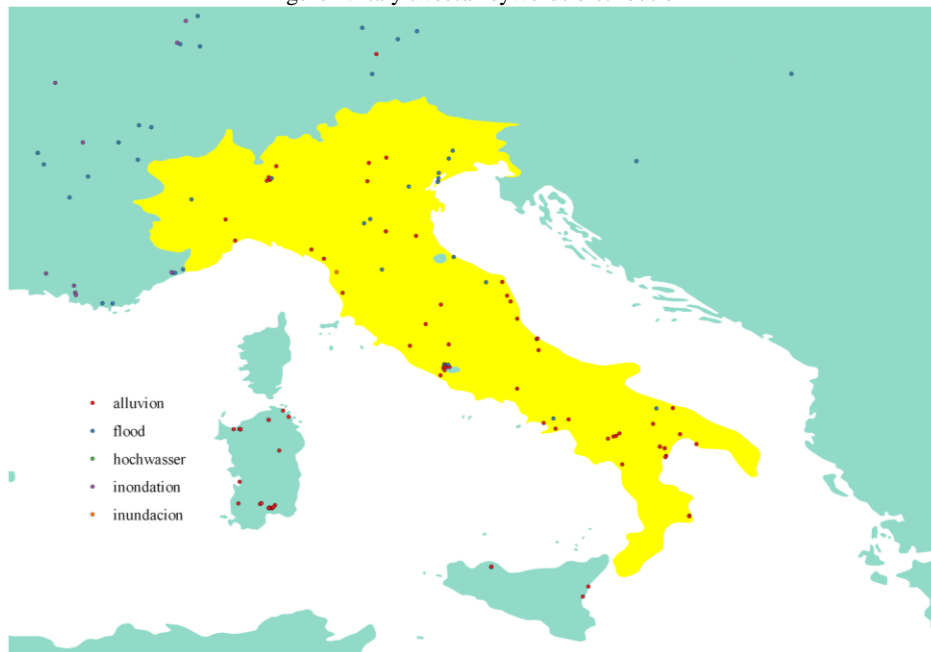 alluvion
flood
hochwasser
inondation
inundacion